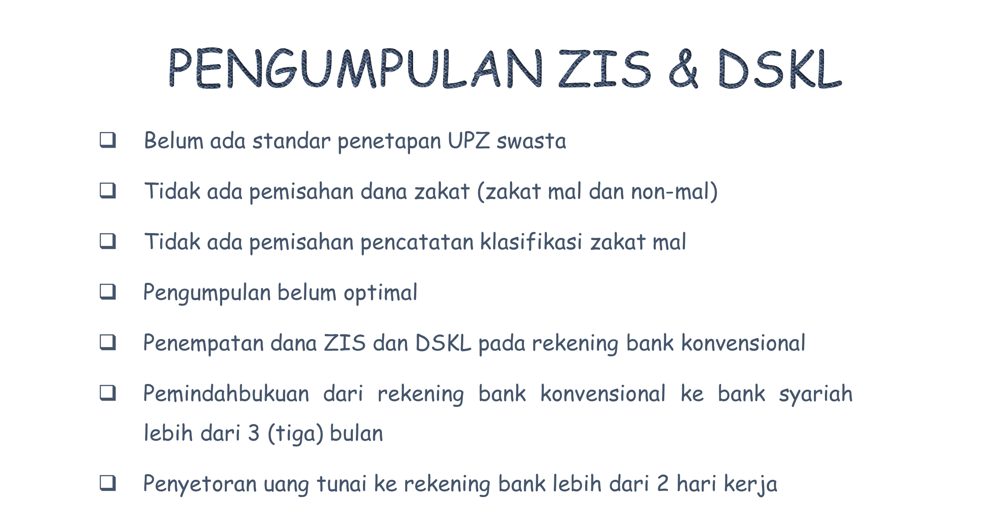 PENGUMPULAN ZIS & DSKL
❑ Belum ada standar penetapan UPZ swasta
❑ Tidak ada pemisahan dana zakat (zakat mal dan non-mal)
❑ Tidak ada pemisahan pencatatan klasifikasi zakat mal
❑ Pengumpulan belum optimal
❑ Penempatan dana ZIS dan DSKL pada rekening bank konvensional
❑ Pemindahbukuan dari rekening bank konvensional ke bank syariah
lebih dari 3 (tiga) bulan
❑ Penyetoran uang tunai ke rekening bank lebih dari 2 hari kerja